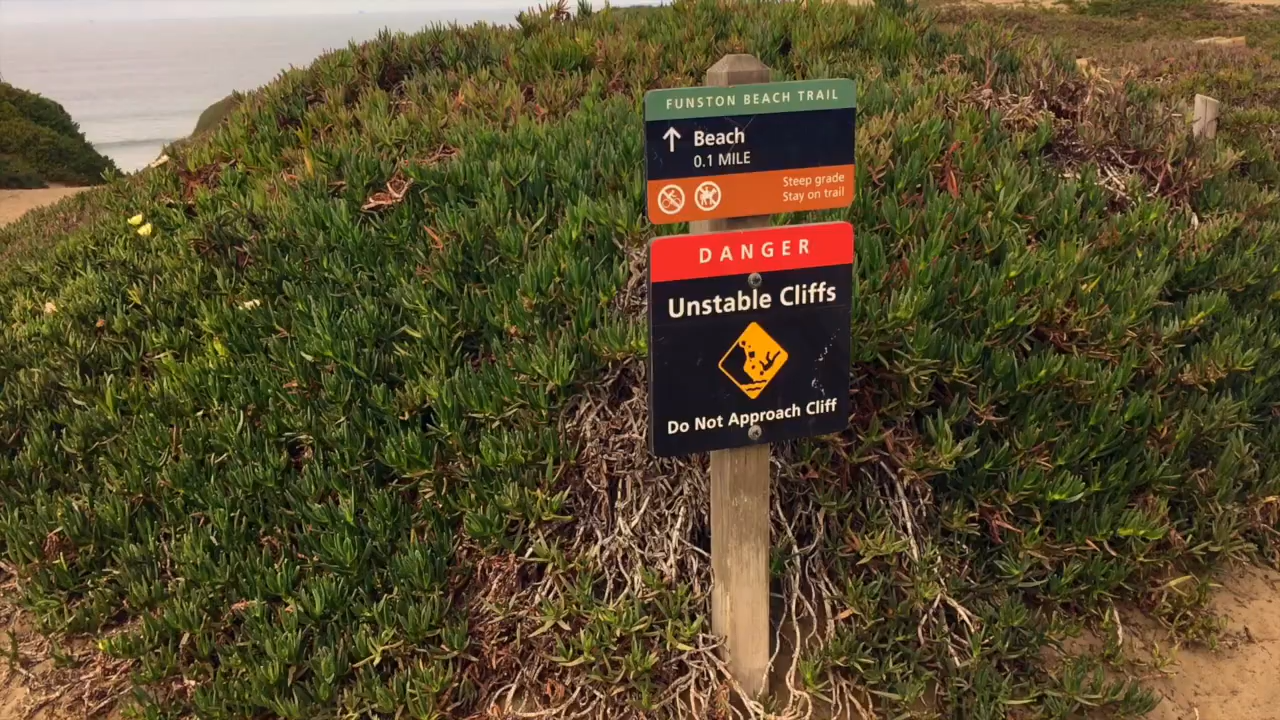 FUNSTON BEACH TRAIL
Beach
0.1 MILE
Steep grade
Stay on trail
DANGER
Unstable Cliffs
Do Not Approach Cliff